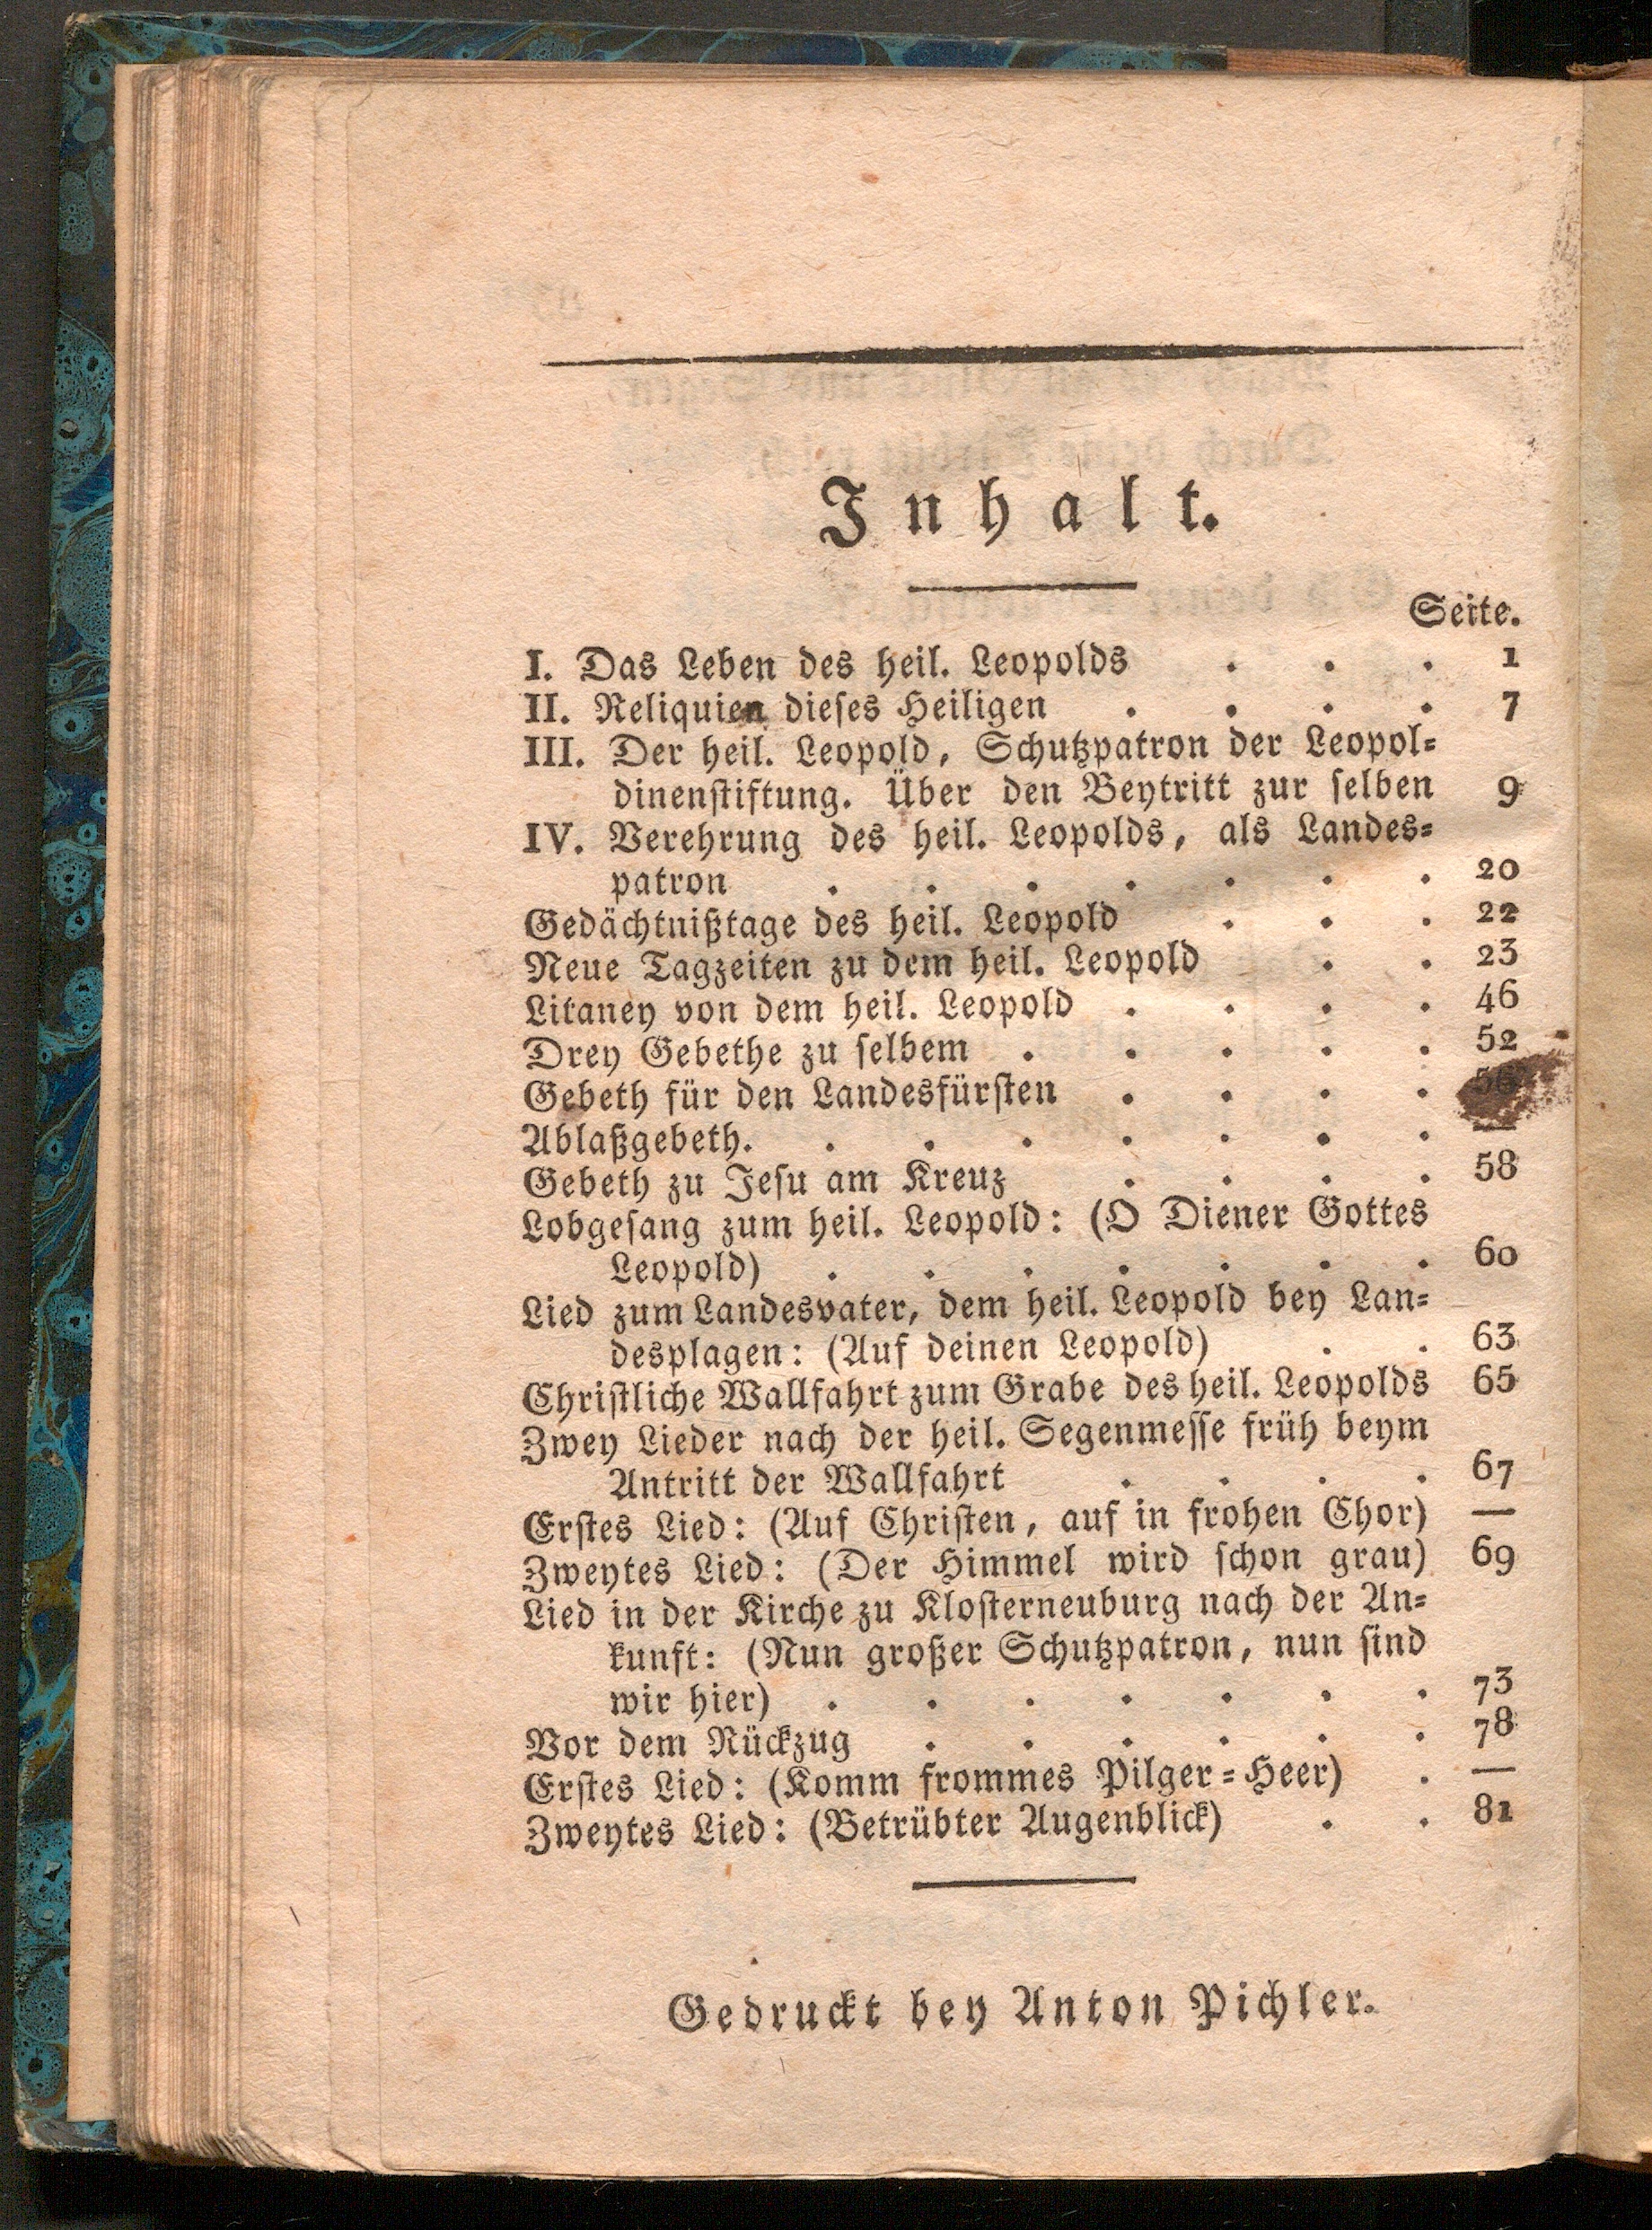 Inhalt.
Seite.
I. Das Leben des heil. Leopolds . . . 1
II. Reliquien dieses Heiligen . . . . 7
III. Der heil. Leopold, Schutzpatron der Leopol=
dinenstiftung. Über den Beytritt zur selben 9
IV. Verehrung des heil. Leopolds, als Landes=
patron . . . . . . . 20
Gedächtnißtage des heil. Leopold . . . 22
Neue Tagzeiten zu dem heil. Leopold . . 23
Litaney von dem heil. Leopold . . . . 46
Drey Gebethe zu selbem . . . . . 52
Gebeth für den Landesfürsten . . . . 56
Ablaßgebeth. . . . . . . . —
Gebeth zu Jesu am Kreuz . . . . 58
Lobgesang zum heil. Leopold: (O Diener Gottes
Leopold) . . . . . . . 60
Lied zum Landesvater, dem heil. Leopold bey Lan=
desplagen: (Auf deinen Leopold) . . 63
Christliche Wallfahrt zum Grabe des heil. Leopolds 65
Zwey Lieder nach der heil. Segenmesse früh beym
Antritt der Wallfahrt . . . . 67
Erstes Lied: (Auf Christen, auf in frohen Chor) —
Zweytes Lied: (Der Himmel wird schon grau) 69
Lied in der Kirche zu Klosterneuburg nach der An=
kunft: (Nun großer Schutzpatron, nun sind
wir hier) . . . . . . . 73
Vor dem Rückzug . . . . . . 78
Erstes Lied: (Komm frommes Pilger=Heer) . —
Zweytes Lied: (Betrübter Augenblick) . . 81
Gedruckt bey Anton Pichler.